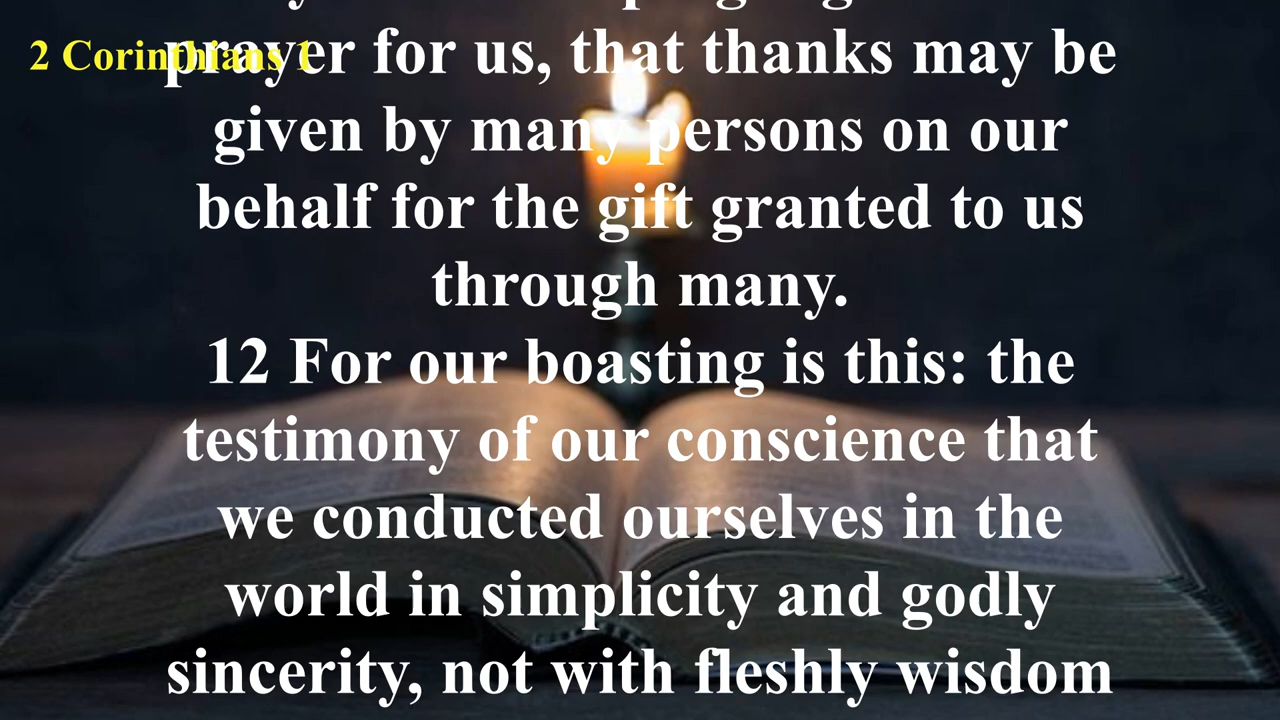 2 Corinthians 1
prayer for us, that thanks may be
given by many persons on our
behalf for the gift granted to us
through many.
12 For our boasting is this: the
testimony of our conscience that
we conducted ourselves in the
world in simplicity and godly
sincerity, not with fleshly wisdom